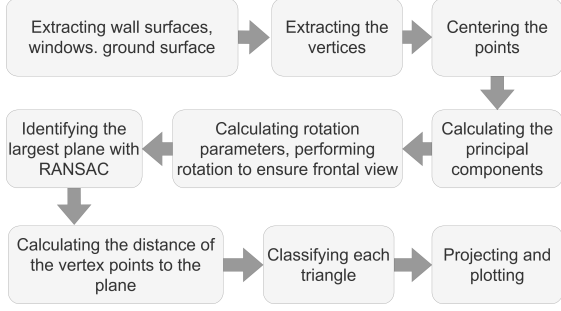 Extracting wall surfaces,
windows. ground surface
Extracting the
vertices
Centering the
points
Calculating the
principal
components
Calculating rotation
parameters, performing
rotation to ensure frontal view
Identifying the
largest plane with
RANSAC
Calculating the distance of
the vertex points to the
plane
Classifying each
triangle
Projecting and
plotting